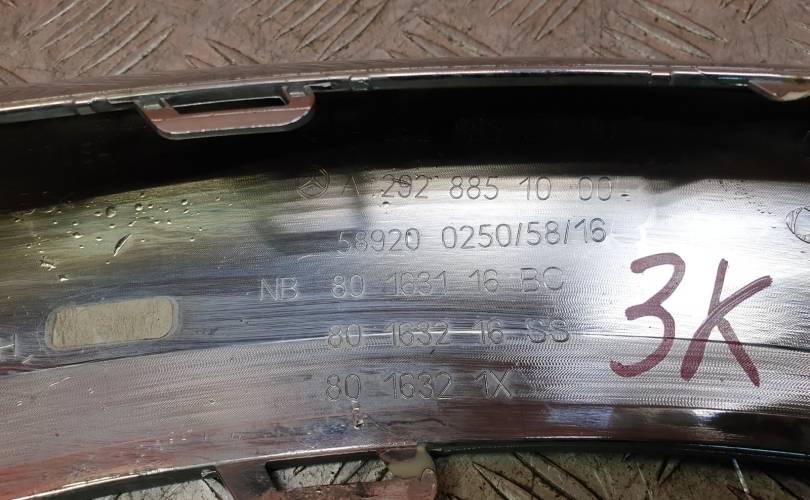 A 292 885 10 00
58920 0250/58/16
NB 80 1631 16 BC
80 1632 16 SS
80 1632 1X
3K
H